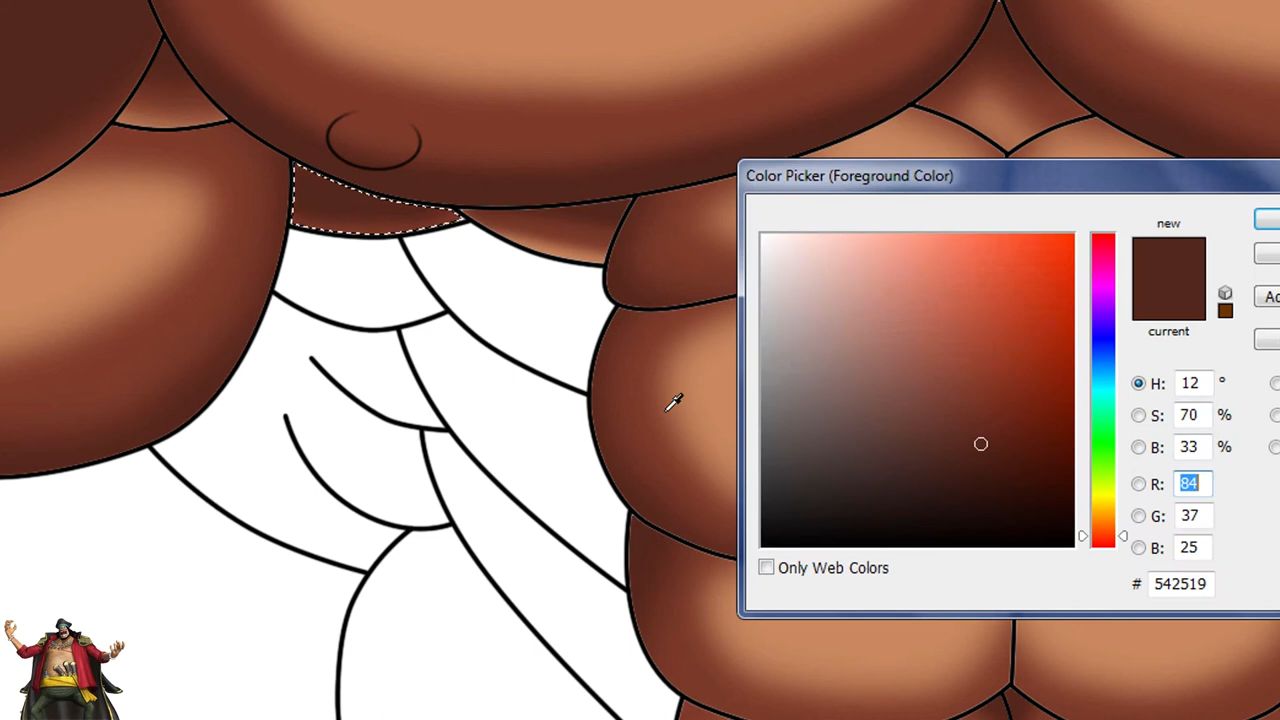 Color Picker (Foreground Color)
new
current
H: 12 °
S: 70 %
B: 33 %
R: 84
G: 37
B: 25
# 542519
Only Web Colors